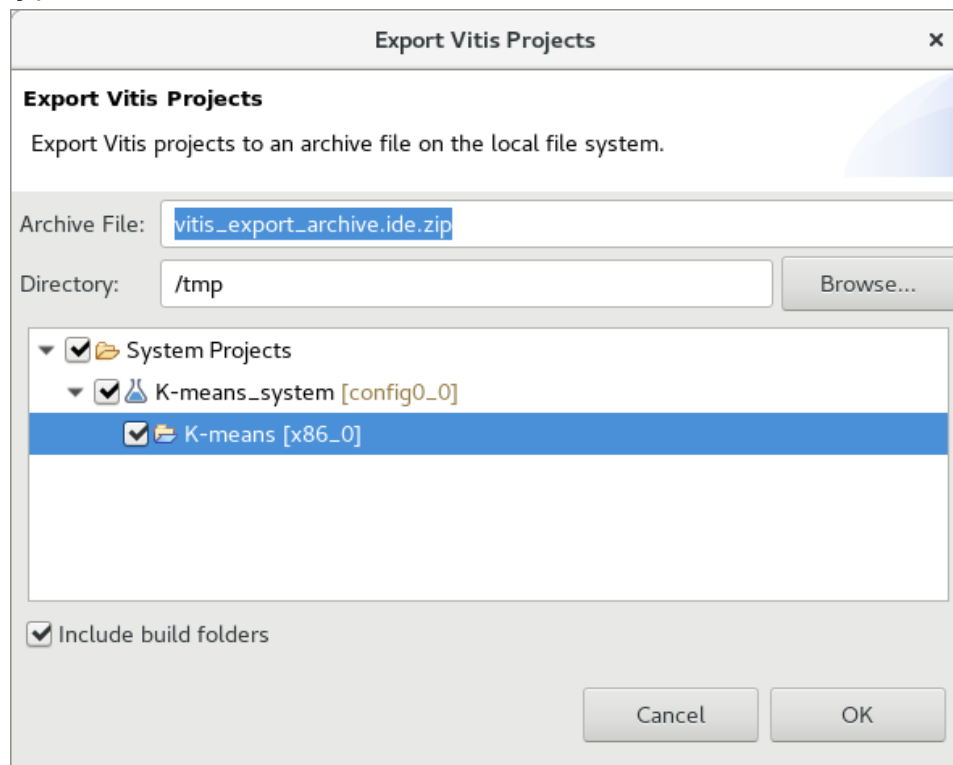 Export Vitis Projects
Export Vitis Projects
Export Vitis projects to an archive file on the local file system.
Archive File: vitis_export_archive.ide.zip
Directory: /tmp Browse...
System Projects
K-means_system [config0_0]
K-means [x86_0]
Include build folders
Cancel OK